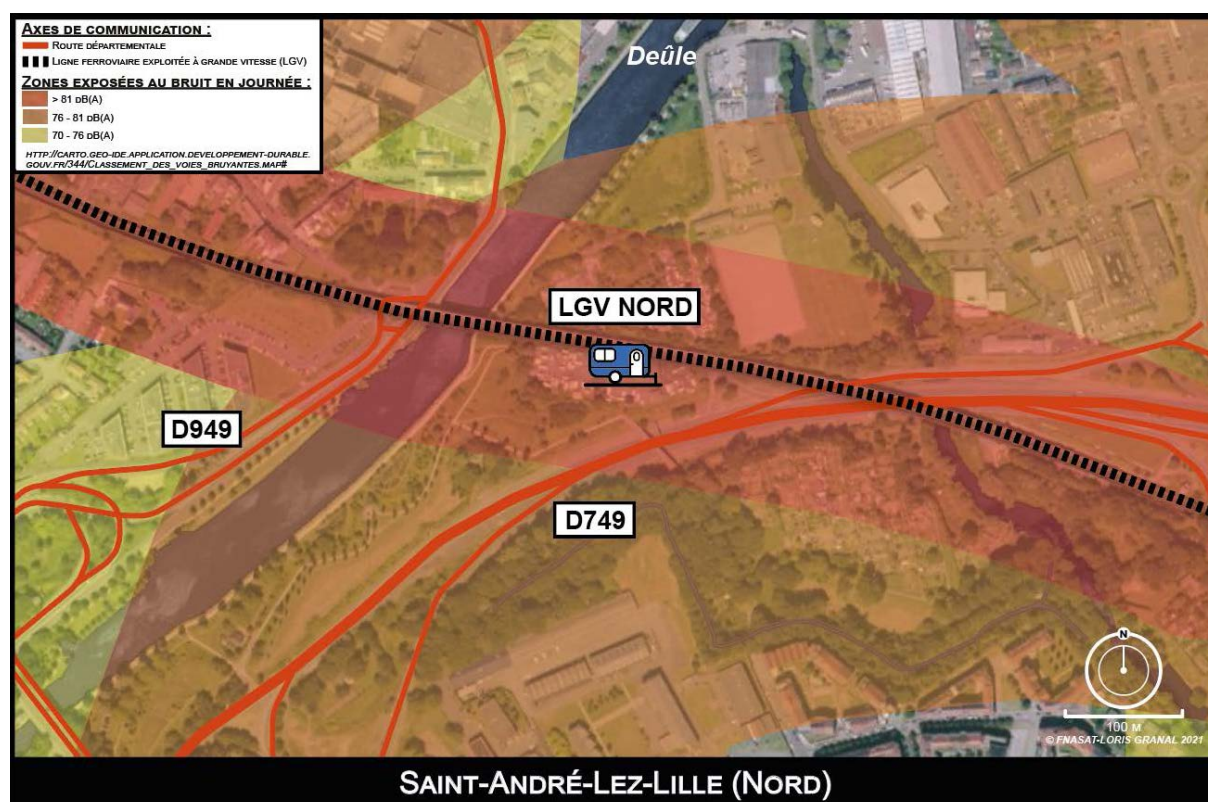 AXES DE COMMUNICATION :
ROUTE DÉPARTEMENTALE
LIGNE FERROVIAIRE EXPLOITÉE À GRANDE VITESSE (LGV)
ZONES EXPOSÉES AU BRUIT EN JOURNÉE :
> 81 DB(A)
76 - 81 DB(A)
70 - 76 DB(A)
HTTP://CARTO.GEO-IDE.APPLICATION.DEVELOPPEMENT-DURABLE.
GOUV.FR/344/CLASSEMENT_DES_VOIES_BRUYANTES.MAP#
Deûle
LGV NORD
D949
D749
N
100 M
© FNASAT-LORIS GRANAL 2021
SAINT-ANDRÉ-LEZ-LILLE (NORD)